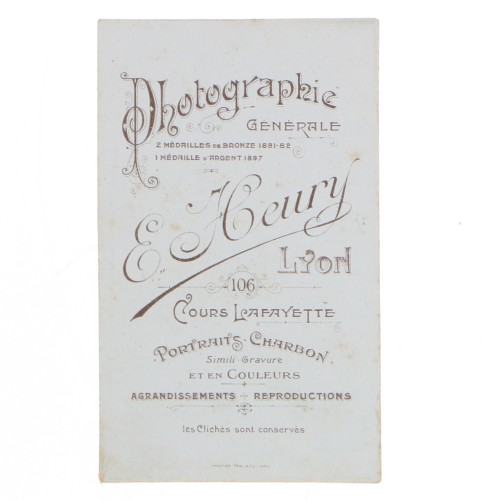 Photographie
GÉNÉRALE
2 MÉDAILLES DE BRONZE 1881-82
1 MÉDAILLE D'ARGENT 1897
E. Heury
LYON
106
COURS LAFAYETTE
PORTRAITS-CHARBON
Simili-Gravure
ET EN COULEURS
AGRANDISSEMENTS + REPRODUCTIONS
les Clichés sont conservés